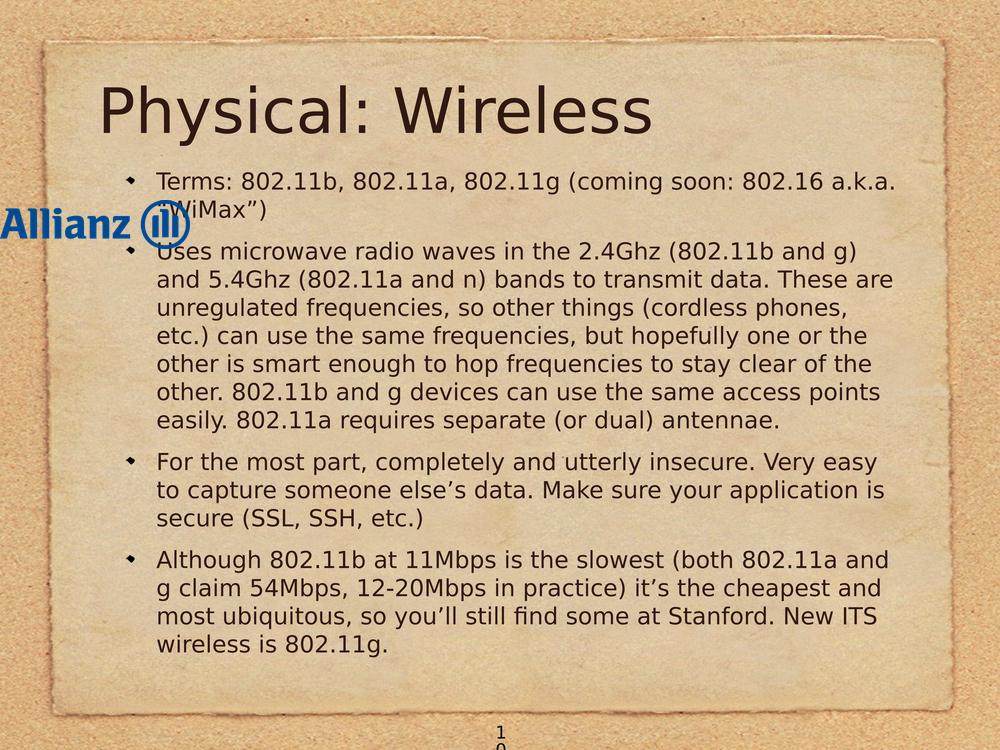 Physical: Wireless
Terms: 802.11b, 802.11a, 802.11g (coming soon: 802.16 a.k.a.
“WiMax”)
Allianz
Uses microwave radio waves in the 2.4Ghz (802.11b and g)
and 5.4Ghz (802.11a and n) bands to transmit data. These are
unregulated frequencies, so other things (cordless phones,
etc.) can use the same frequencies, but hopefully one or the
other is smart enough to hop frequencies to stay clear of the
other. 802.11b and g devices can use the same access points
easily. 802.11a requires separate (or dual) antennae.
For the most part, completely and utterly insecure. Very easy
to capture someone else’s data. Make sure your application is
secure (SSL, SSH, etc.)
Although 802.11b at 11Mbps is the slowest (both 802.11a and
g claim 54Mbps, 12-20Mbps in practice) it’s the cheapest and
most ubiquitous, so you’ll still find some at Stanford. New ITS
wireless is 802.11g.
1
0